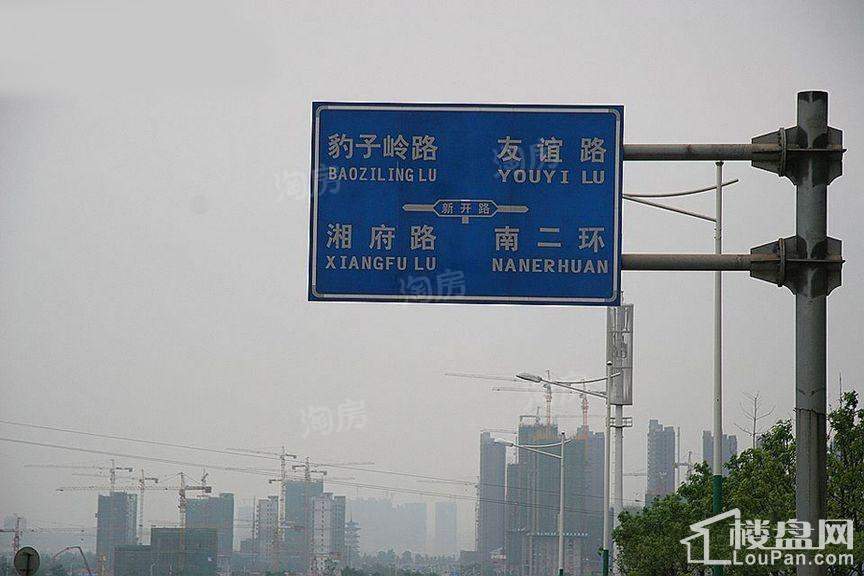 豹子岭路 友谊路
BAOZILING LU YOUYI LU
新开路
湘府路 南二环
XIANGFU LU NANERHUAN
淘房
淘房
淘房
淘房
楼盘网
LouPan.com